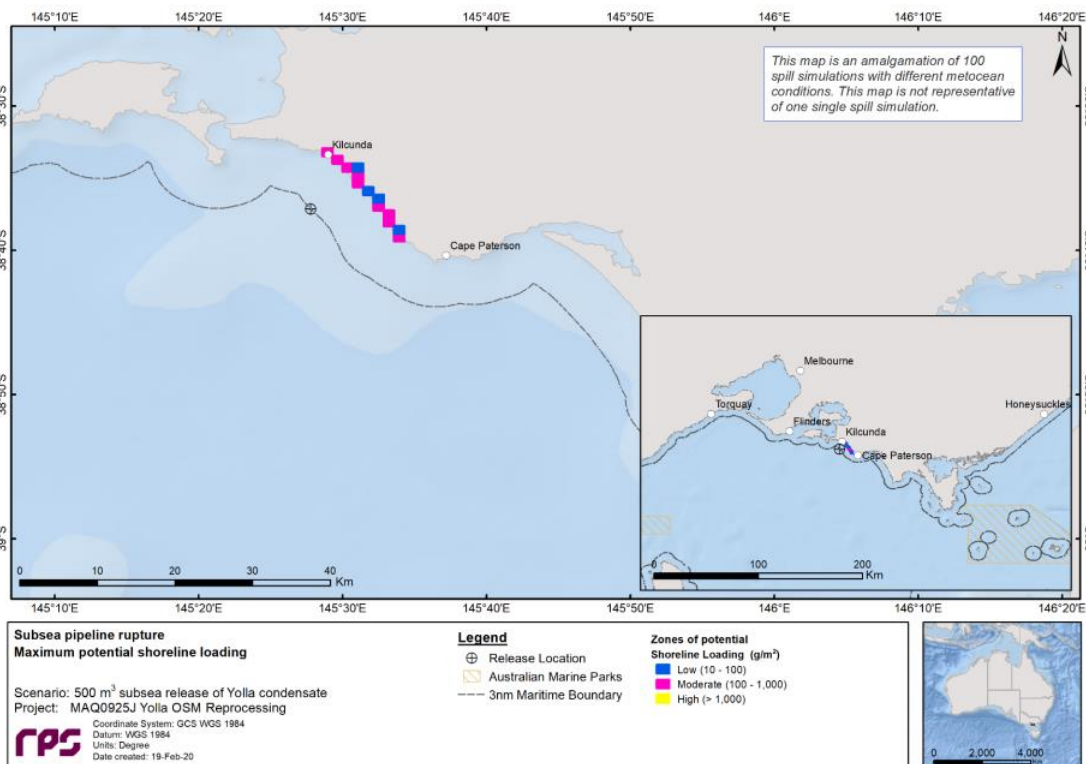 145°10'E 145°20'E 145°30'E 145°40'E 145°50'E 146°E 146°10'E 146°20'E
N
This map is an amalgamation of 100
spill simulations with different metocean
conditions. This map is not representative
of one single spill simulation.
38°30'S
Kilcunda
38°40'S
Cape Paterson
38°50'S
39°S
Melbourne
Torquay
Flinders
Honeysuckles
Kilcunda
Cape Paterson
0 100 200
Km
0 10 20 30 40
Km
145°10'E 145°20'E 145°30'E 145°40'E 145°50'E 146°E 146°10'E 146°20'E
Subsea pipeline rupture
Maximum potential shoreline loading
Scenario: 500 m³ subsea release of Yolla condensate
Project: MAQ0925J Yolla OSM Reprocessing
rps
Coordinate System: GCS WGS 1984
Datum: WGS 1984
Units: Degree
Date created: 19-Feb-20
Legend
Release Location
Australian Marine Parks
3nm Maritime Boundary
Zones of potential
Shoreline Loading (g/m²)
Low (10 - 100)
Moderate (100 - 1,000)
High (> 1,000)
0 2,000 4,000